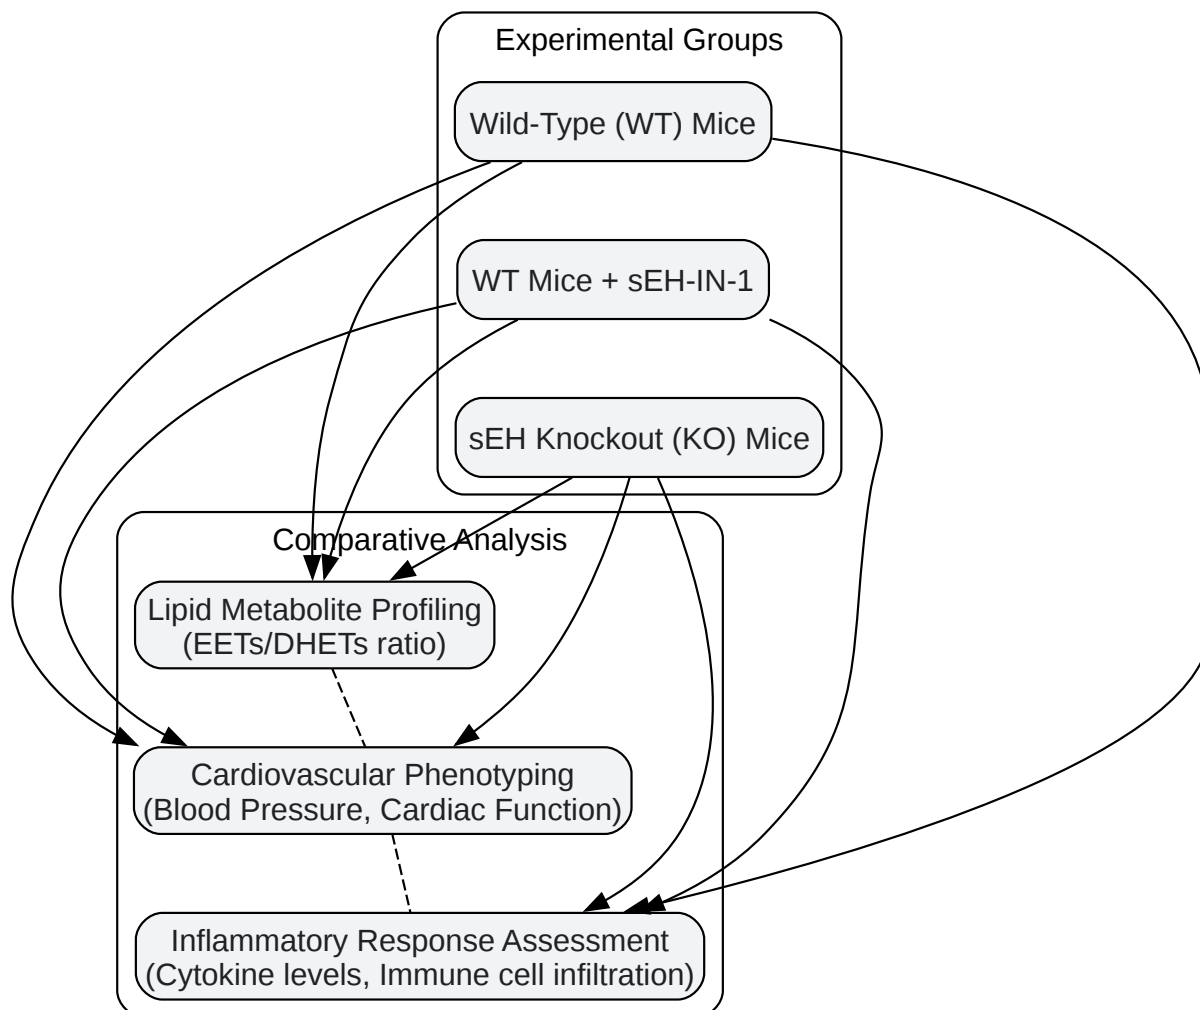 Experimental Groups
Wild-Type (WT) Mice
WT Mice + sEH-IN-1
sEH Knockout (KO) Mice
Comparative Analysis
Lipid Metabolite Profiling
(EETs/DHETs ratio)
Cardiovascular Phenotyping
(Blood Pressure, Cardiac Function)
Inflammatory Response Assessment
(Cytokine levels, Immune cell infiltration)